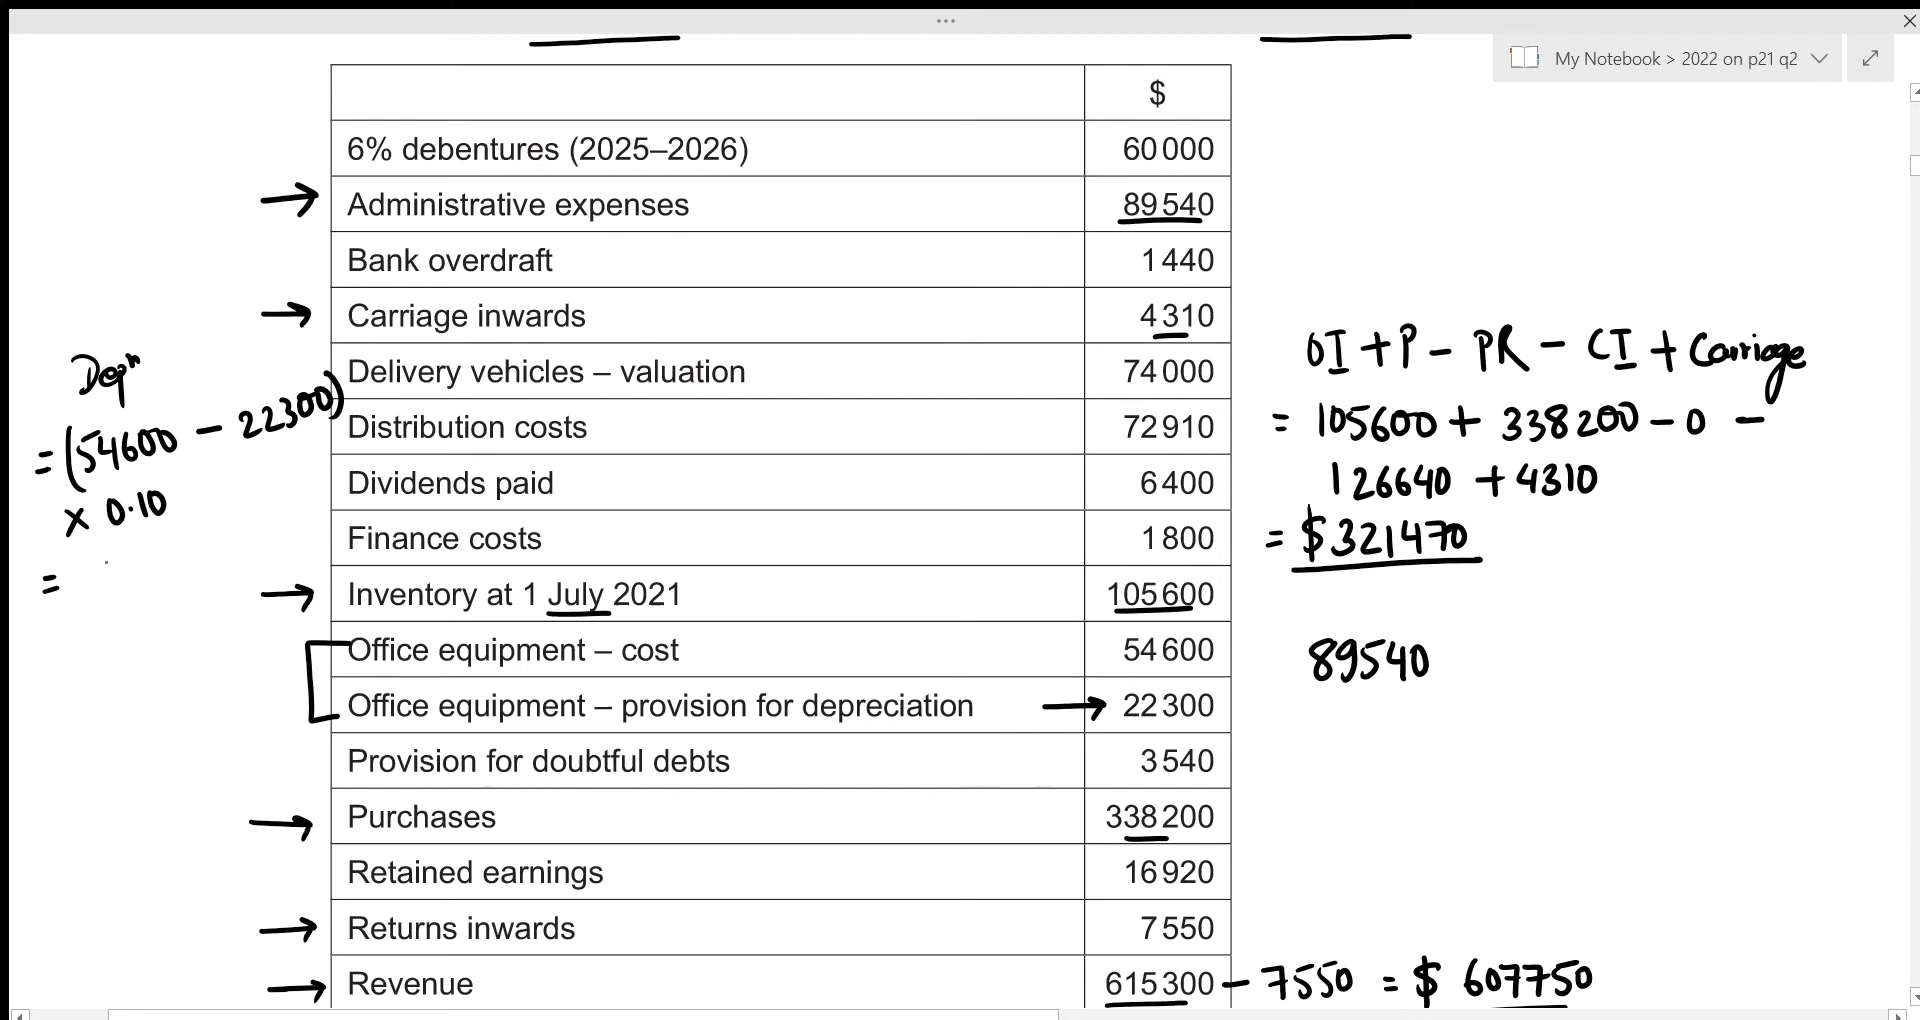 My Notebook > 2022 on p21 q2
$
6% debentures (2025–2026) 60 000
Administrative expenses 89 540
Bank overdraft 1 440
Carriage inwards 4 310
Delivery vehicles – valuation 74 000
Distribution costs 72 910
Dividends paid 6 400
Finance costs 1 800
Inventory at 1 July 2021 105 600
Office equipment – cost 54 600
Office equipment – provision for depreciation 22 300
Provision for doubtful debts 3 540
Purchases 338 200
Retained earnings 16 920
Returns inwards 7 550
Revenue 615 300 – 7550 = $ 607750
Depⁿ
= (54600 – 22300)
x 0.10
=
OI + P – PR – CI + Carriage
= 105600 + 338200 – 0 –
126640 + 4310
= $321470
89540